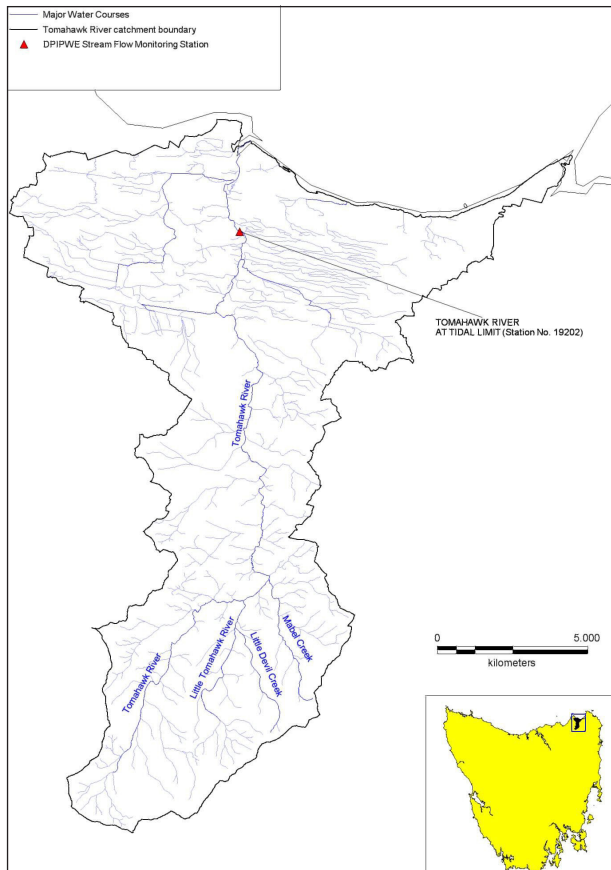 Major Water Courses
Tomahawk River catchment boundary
DPIPWE Stream Flow Monitoring Station
TOMAHAWK RIVER
AT TIDAL LIMIT (Station No. 19202)
Tomahawk River
Tomahawk River
Little Tomahawk River
Little Devil Creek
Mabel Creek
0 5,000
kilometers